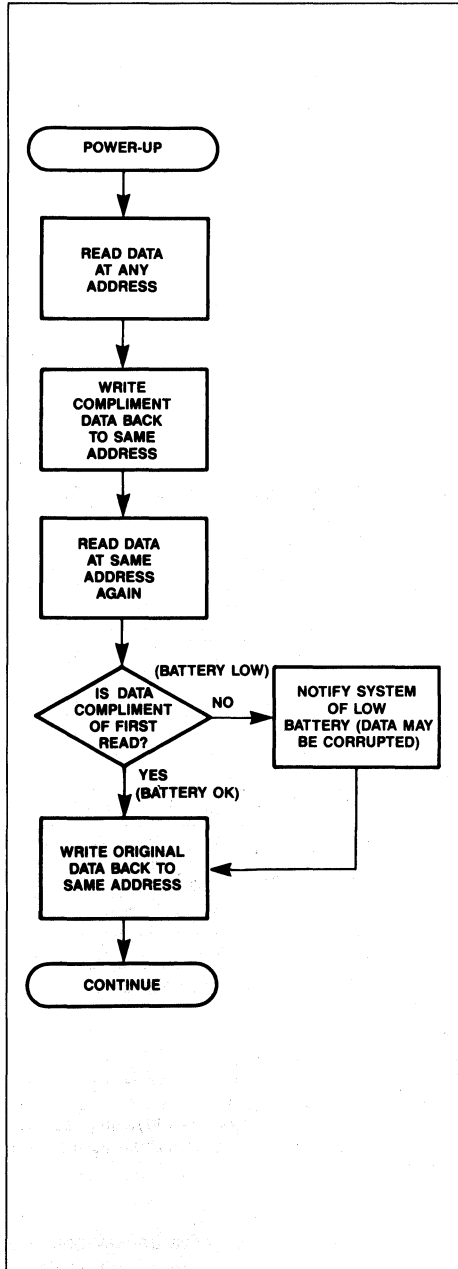 POWER-UP
READ DATA
AT ANY
ADDRESS
WRITE
COMPLIMENT
DATA BACK
TO SAME
ADDRESS
READ DATA
AT SAME
ADDRESS
AGAIN
IS DATA
COMPLIMENT
OF FIRST
READ?
(BATTERY LOW)
NO
NOTIFY SYSTEM
OF LOW
BATTERY (DATA MAY
BE CORRUPTED)
YES
(BATTERY OK)
WRITE ORIGINAL
DATA BACK TO
SAME ADDRESS
CONTINUE